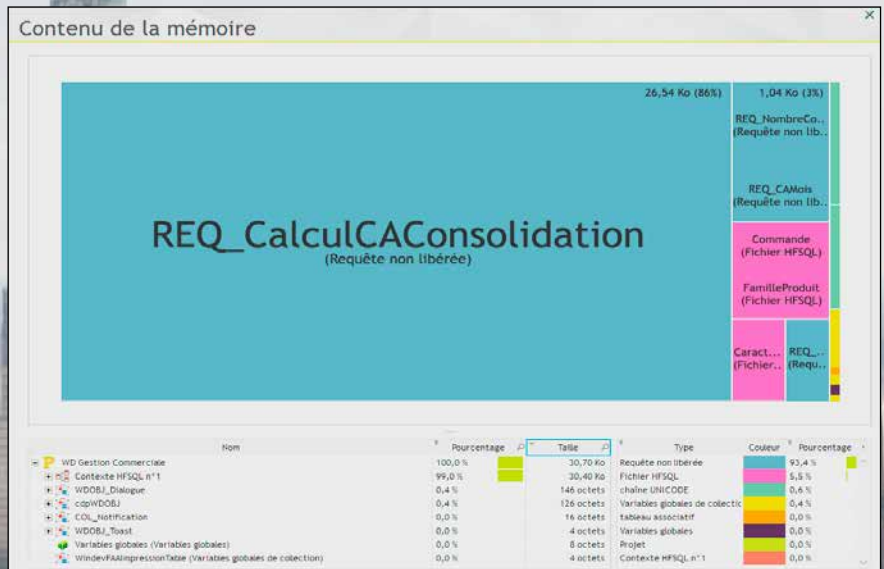 Contenu de la mémoire
26,54 Ko (86%)
1,04 Ko (3%)
REQ_NombreCo..
(Requête non lib..
REQ_CAMois
(Requête non lib..
REQ_CalculCAConsolidation
(Requête non libérée)
Commande
(Fichier HFSQL)
FamilleProduit
(Fichier HFSQL)
Caract...
(Fichier..
REQ_..
(Requ..
Nom Pourcentage Taille Type Couleur Pourcentage
WD Gestion Commerciale 100,0 % 30,70 Ko Requête non libérée 93,4 %
Contexte HFSQL n°1 99,0 % 30,40 Ko Fichier HFSQL 5,5 %
WDOBJ_Dialogue 0,4 % 146 octets chaîne UNICODE 0,6 %
cdpWDOBJ 0,4 % 126 octets Variables globales de collectic 0,4 %
COL_Notification 0,0 % 16 octets tableau associatif 0,0 %
WDOBJ_Toast 0,0 % 4 octets Variables globales 0,0 %
Variables globales (Variables globales) 0,0 % 8 octets Projet 0,0 %
WindevFAAImpressionTable (Variables globales de collection) 0,0 % 4 octets Contexte HFSQL n°1 0,0 %